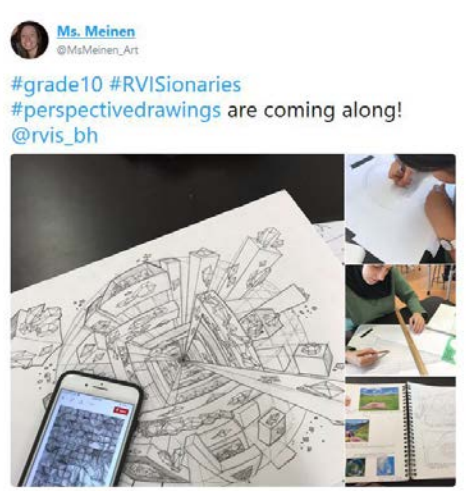 Ms. Meinen
@MsMeinen_Art
#grade10 #RVISionaries
#perspectivedrawings are coming along!
@rvis_bh